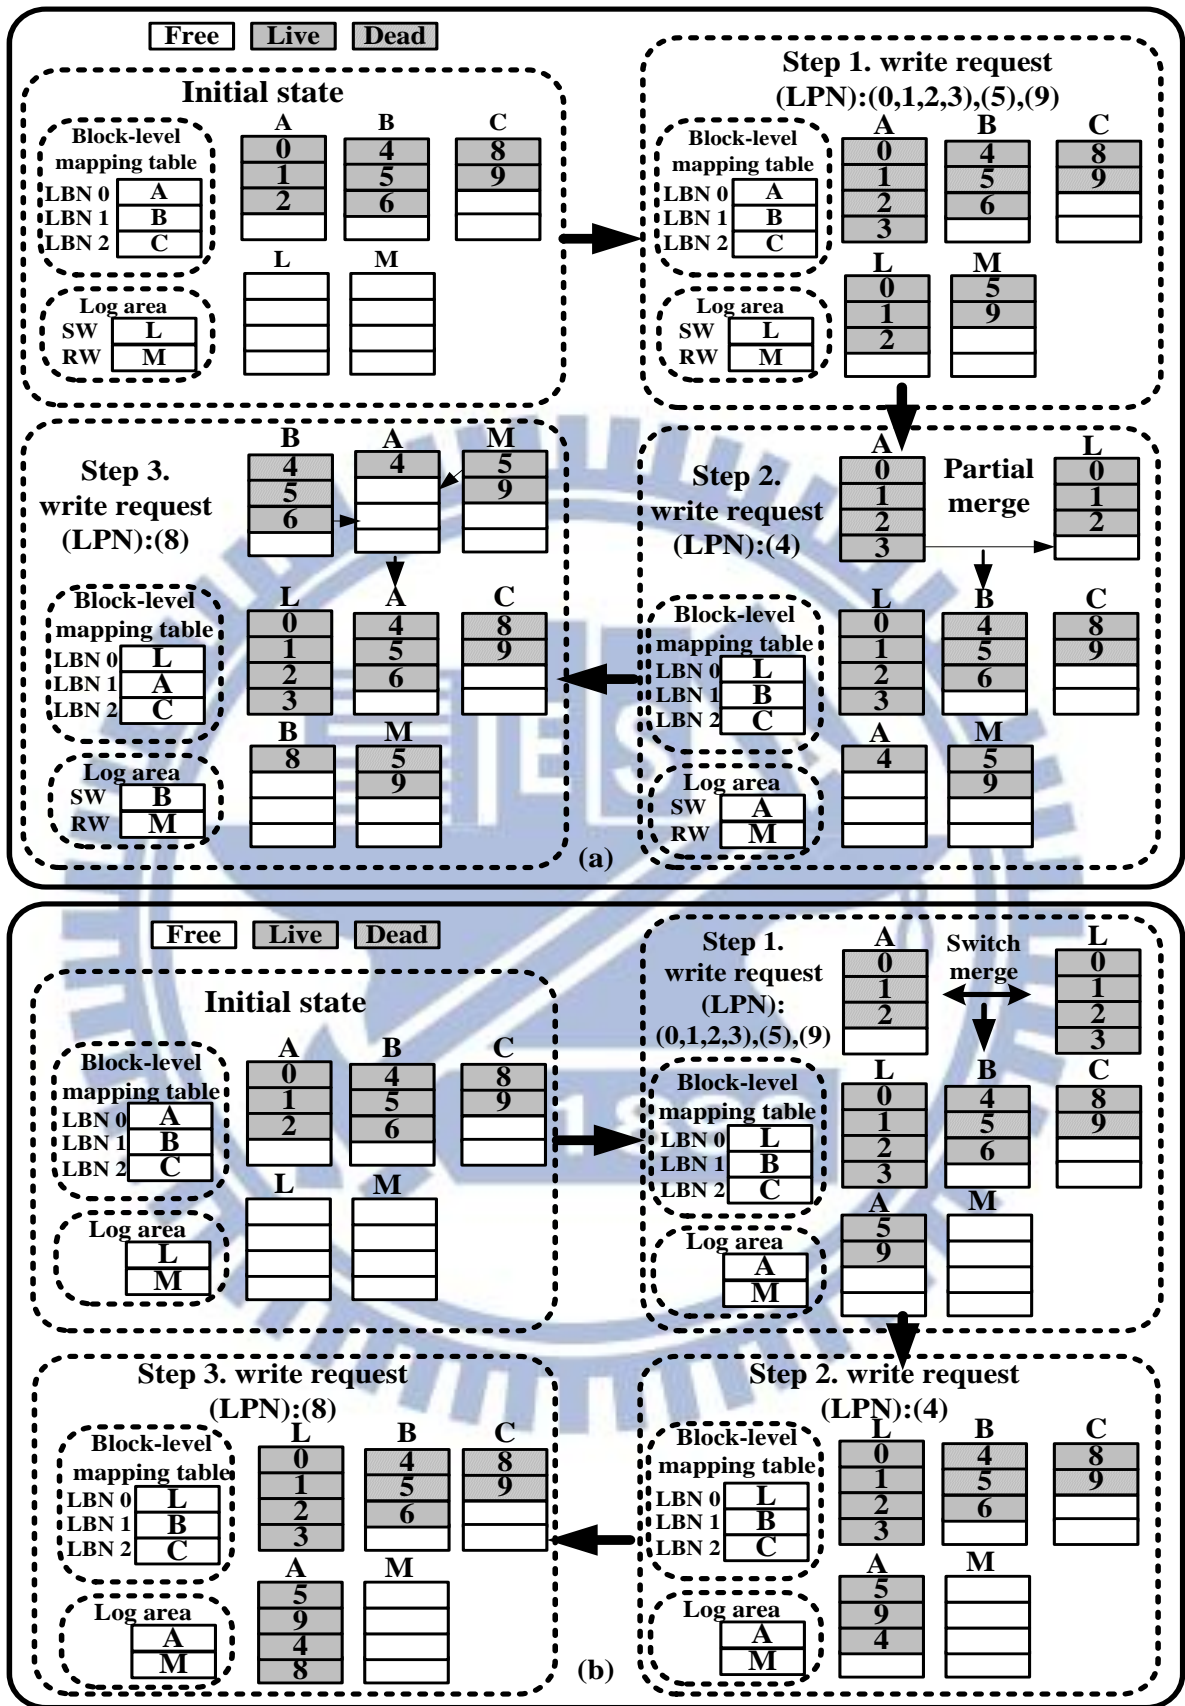 Free Live Dead
Initial state
Block-level
mapping table
LBN 0 A
LBN 1 B
LBN 2 C
Log area
SW L
RW M
A B C
0 4 8
1 5 9
2 6
L M
Step 1. write request
(LPN):(0,1,2,3),(5),(9)
Block-level
mapping table
LBN 0 A
LBN 1 B
LBN 2 C
Log area
SW L
RW M
A B C
0 4 8
1 5 9
2 6
3
L M
0 5
1 9
2
Step 3.
write request
(LPN):(8)
B A M
4 4 5
5 9
6
Block-level
mapping table
LBN 0 L
LBN 1 A
LBN 2 C
Log area
SW B
RW M
L A C
0 4 8
1 5 9
2 6
3
B M
8 5
9
Step 2.
write request
(LPN):(4)
A L
Partial
merge
0 0
1 1
2 2
3
Block-level
mapping table
LBN 0 L
LBN 1 B
LBN 2 C
Log area
SW A
RW M
L B C
0 4 8
1 5 9
2 6
3
A M
4 5
9
(a)
Free Live Dead
Initial state
Block-level
mapping table
LBN 0 A
LBN 1 B
LBN 2 C
Log area
L
M
A B C
0 4 8
1 5 9
2 6
L M
Step 1.
write request
(LPN):
(0,1,2,3),(5),(9)
A L
Switch
merge
0 0
1 1
2 2
3
Block-level
mapping table
LBN 0 L
LBN 1 B
LBN 2 C
Log area
A
M
L B C
0 4 8
1 5 9
2 6
3
A M
5
9
Step 3. write request
(LPN):(8)
Block-level
mapping table
LBN 0 L
LBN 1 B
LBN 2 C
Log area
A
M
L B C
0 4 8
1 5 9
2 6
3
A M
5
9
4
8
Step 2. write request
(LPN):(4)
Block-level
mapping table
LBN 0 L
LBN 1 B
LBN 2 C
Log area
A
M
L B C
0 4 8
1 5 9
2 6
3
A M
5
9
4
(b)